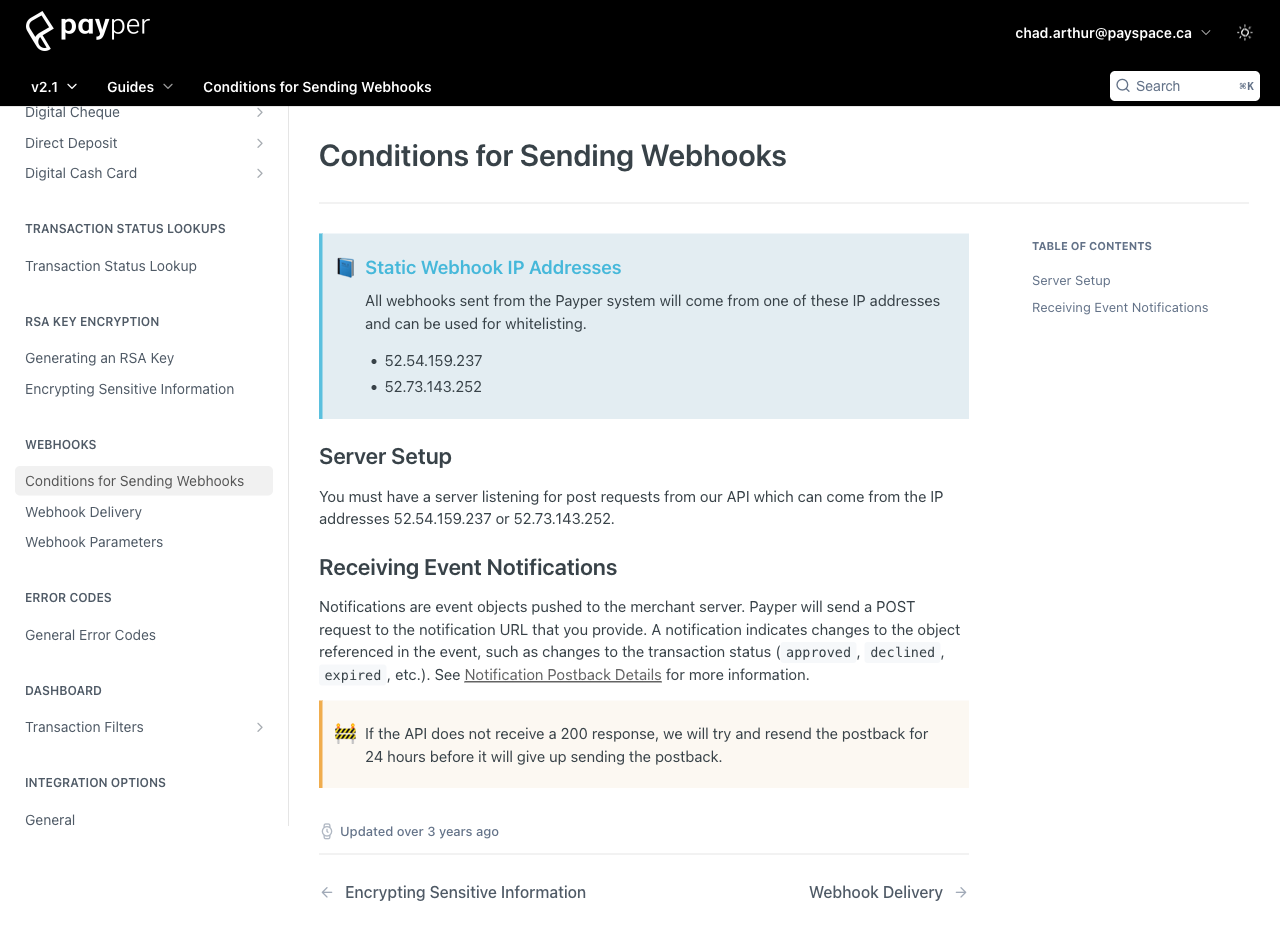 payper
chad.arthur@payspace.ca
v2.1
Guides
Conditions for Sending Webhooks
Search
⌘K
Digital Cheque
Direct Deposit
Digital Cash Card
TRANSACTION STATUS LOOKUPS
Transaction Status Lookup
RSA KEY ENCRYPTION
Generating an RSA Key
Encrypting Sensitive Information
WEBHOOKS
Conditions for Sending Webhooks
Webhook Delivery
Webhook Parameters
ERROR CODES
General Error Codes
DASHBOARD
Transaction Filters
INTEGRATION OPTIONS
General
Conditions for Sending Webhooks
Static Webhook IP Addresses
All webhooks sent from the Payper system will come from one of these IP addresses
and can be used for whitelisting.
• 52.54.159.237
• 52.73.143.252
Server Setup
You must have a server listening for post requests from our API which can come from the IP
addresses 52.54.159.237 or 52.73.143.252.
Receiving Event Notifications
Notifications are event objects pushed to the merchant server. Payper will send a POST
request to the notification URL that you provide. A notification indicates changes to the object
referenced in the event, such as changes to the transaction status ( approved , declined ,
expired , etc.). See Notification Postback Details for more information.
If the API does not receive a 200 response, we will try and resend the postback for
24 hours before it will give up sending the postback.
Updated over 3 years ago
← Encrypting Sensitive Information
Webhook Delivery →
TABLE OF CONTENTS
Server Setup
Receiving Event Notifications